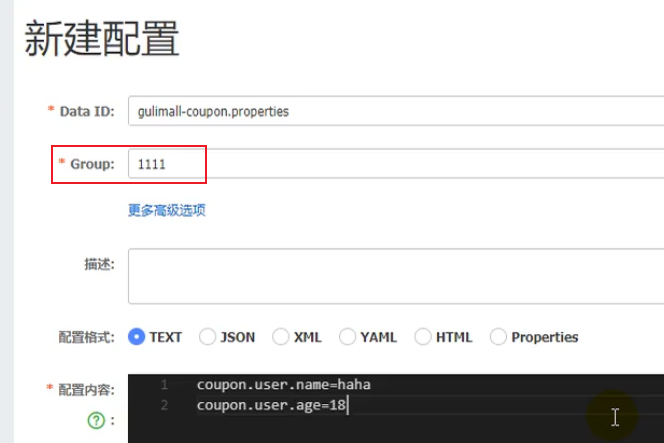 新建配置
* Data ID: gulimall-coupon.properties
* Group: 1111
更多高级选项
描述:
配置格式: TEXT JSON XML YAML HTML Properties
* 配置内容: 1 coupon.user.name=haha
? : 2 coupon.user.age=18